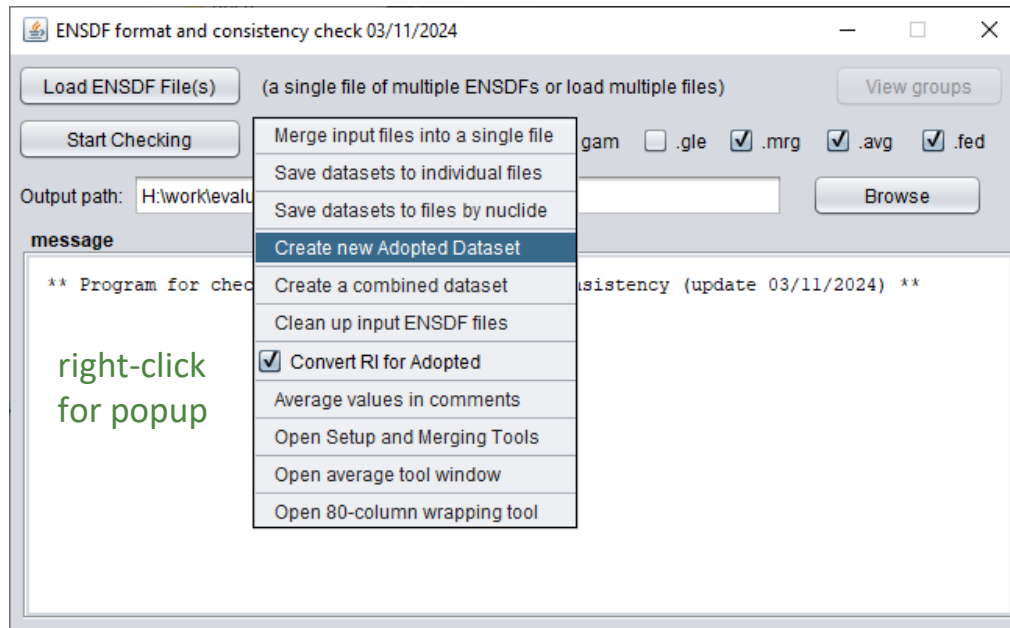 ENSDF format and consistency check 03/11/2024
Load ENSDF File(s) (a single file of multiple ENSDFs or load multiple files) View groups
Start Checking gam .gle .mrg .avg .fed
Output path: H:\work\evalu Browse
message
** Program for chec sistency (update 03/11/2024) **
Merge input files into a single file
Save datasets to individual files
Save datasets to files by nuclide
Create new Adopted Dataset
Create a combined dataset
Clean up input ENSDF files
Convert RI for Adopted
Average values in comments
Open Setup and Merging Tools
Open average tool window
Open 80-column wrapping tool
right-click
for popup